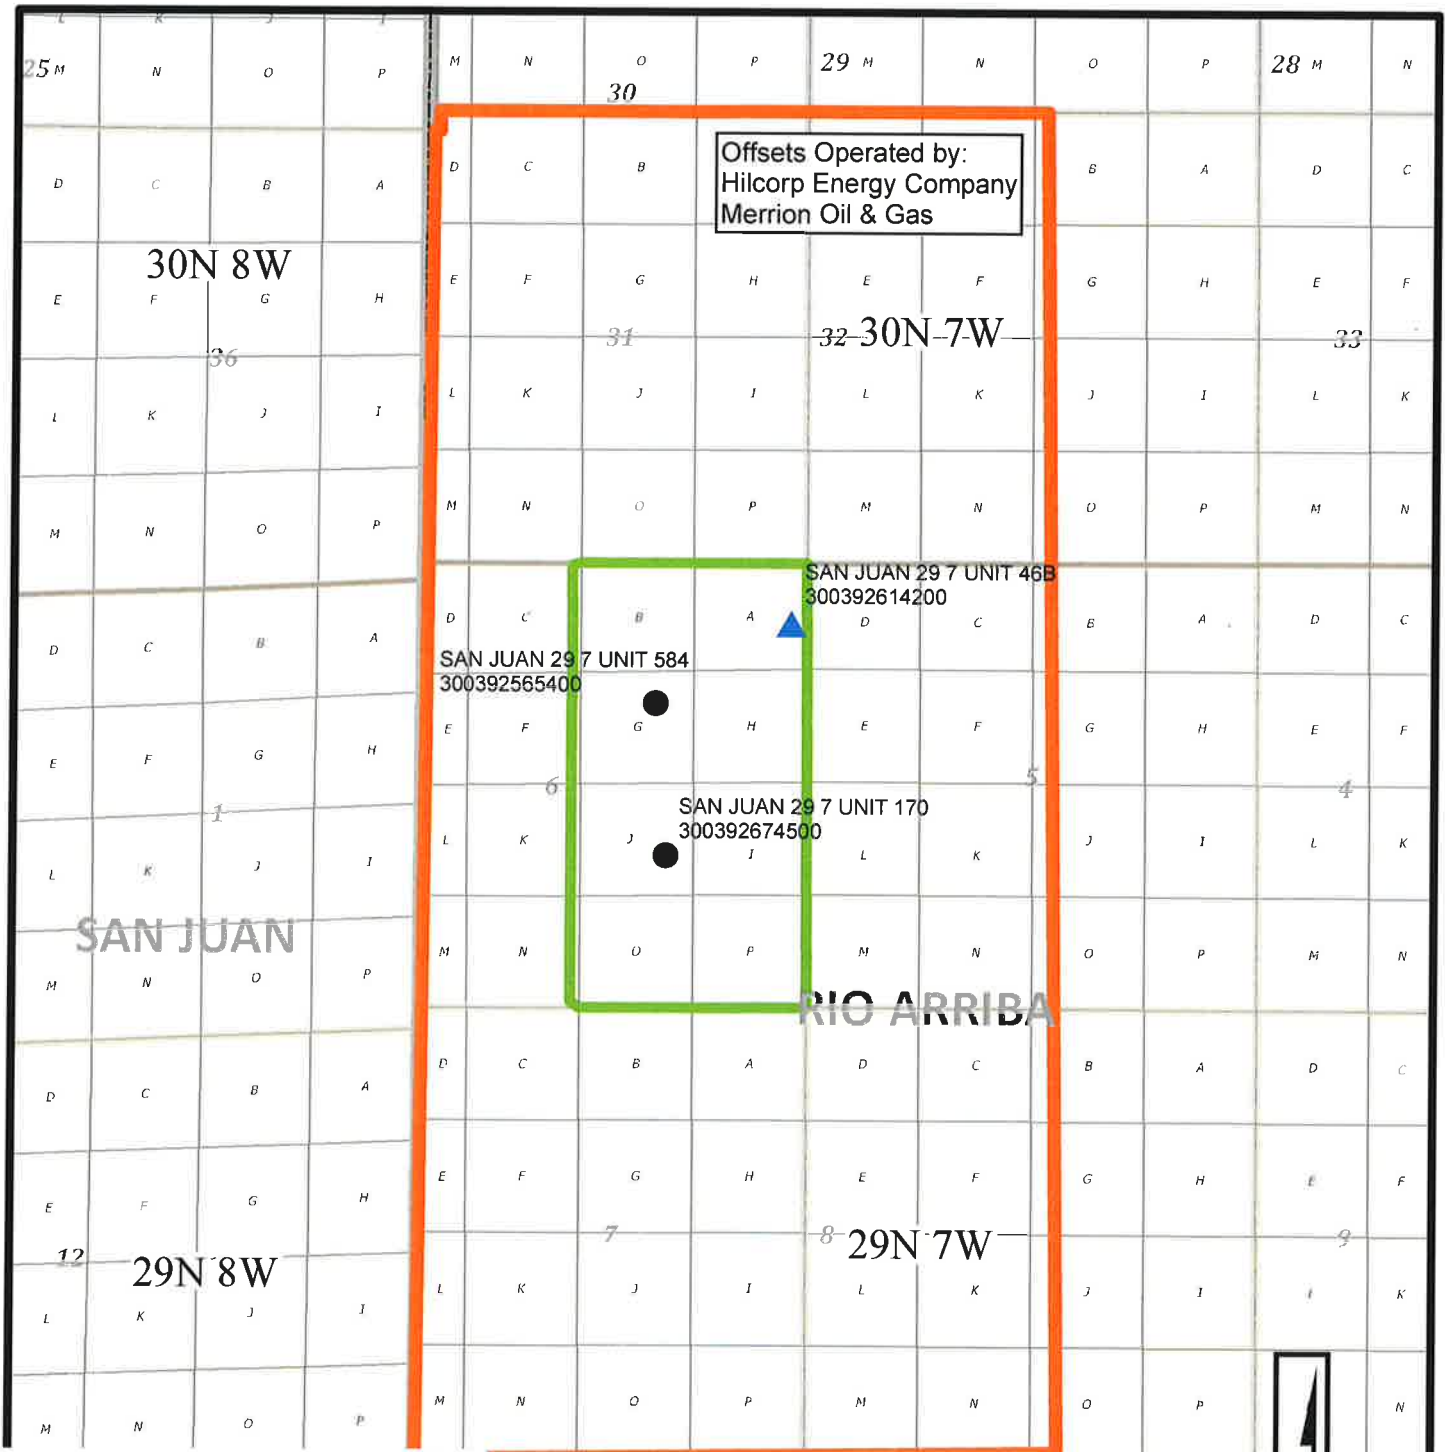 L K J I
25 M N O P M N O P 29 M N O P 28 M N
30
D C B A D C B B A D C
Offsets Operated by:
Hilcorp Energy Company
Merrion Oil & Gas
30N 8W
E F G H E F G H E F G H E F
36 31 32 30N 7W 33
L K J I L K J I L K J I L K
M N O P M N O P M N O P M N
SAN JUAN 29 7 UNIT 46B
300392614200
D C B A D C B A D C B A D C
SAN JUAN 29 7 UNIT 584
300392565400
E F G H E F G H E F G H E F
1 6 5 4
SAN JUAN 29 7 UNIT 170
300392674500
L K J I L K J I L K J I L K
SAN JUAN
M N O P M N O P M N O P M N
RIO ARRIBA
D C B A D C B A D C B A D C
E F G H E F G H E F G H E F
12 7 8 29N 7W 9
29N 8W
L K J I L K J I L K J I L K
M N O P M N O P M N O P N